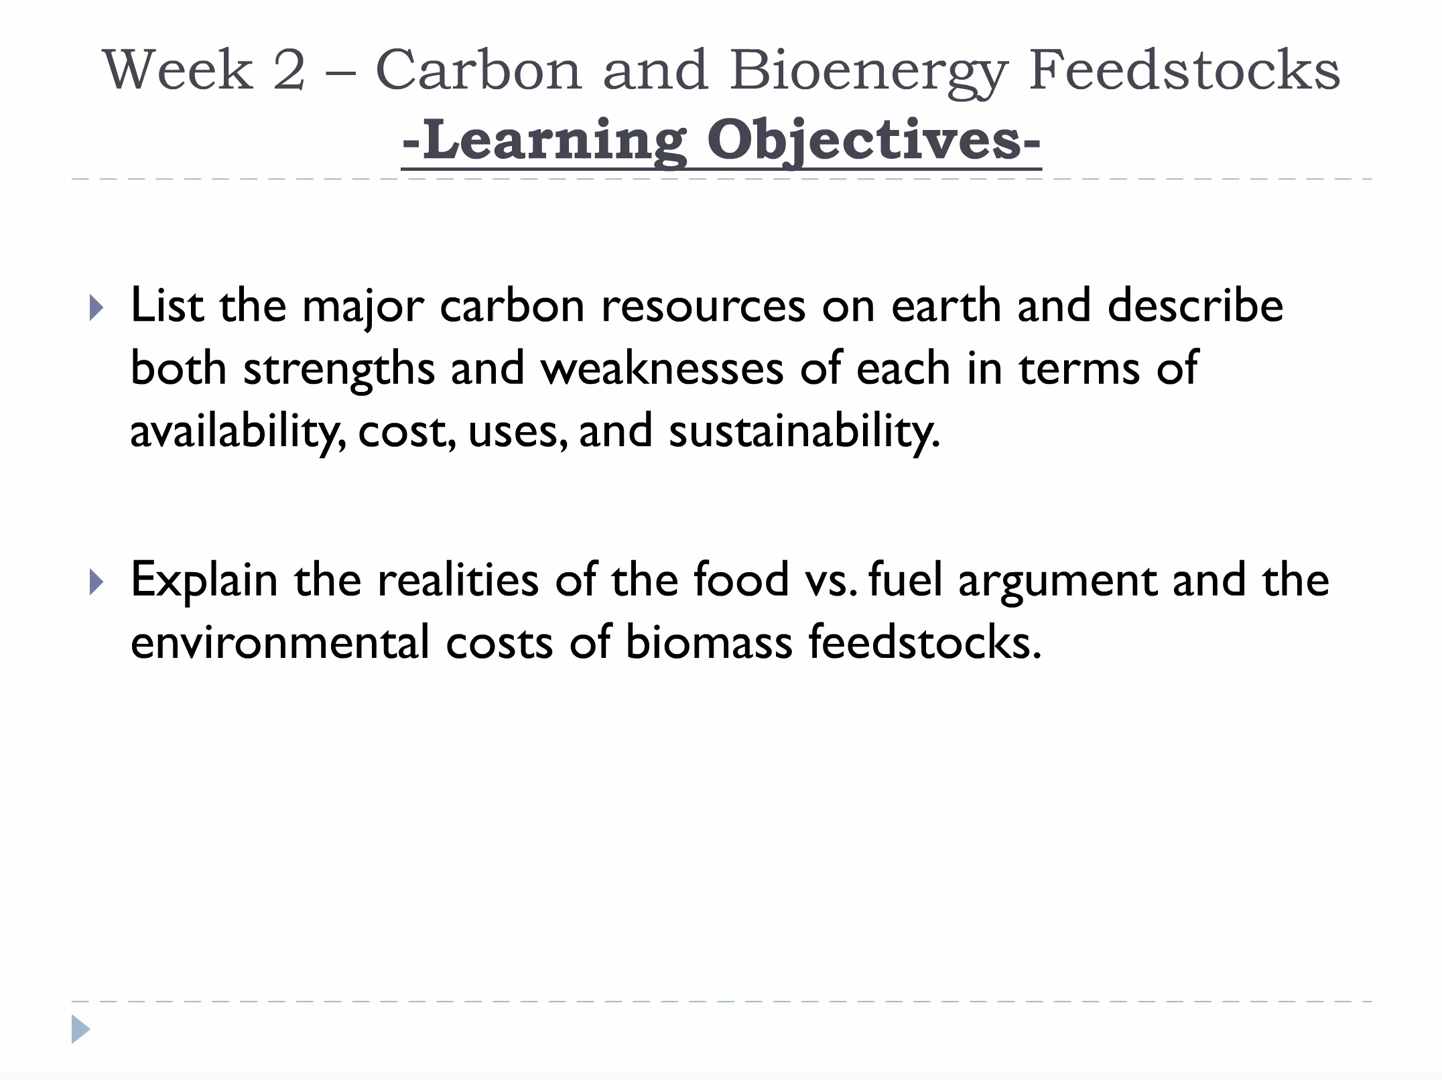 Week 2 – Carbon and Bioenergy Feedstocks
-Learning Objectives-
List the major carbon resources on earth and describe
both strengths and weaknesses of each in terms of
availability, cost, uses, and sustainability.
Explain the realities of the food vs. fuel argument and the
environmental costs of biomass feedstocks.